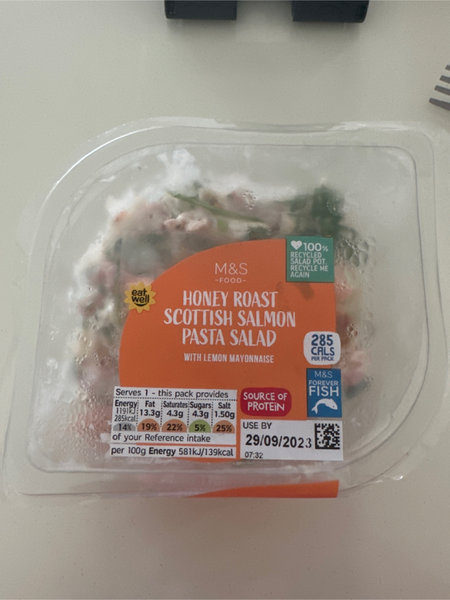 100%
RECYCLED
SALAD POT.
RECYCLE ME
AGAIN
M&S
-FOOD-
eat
well
HONEY ROAST
SCOTTISH SALMON
PASTA SALAD
WITH LEMON MAYONNAISE
285
CALS
PER PACK
M&S
FOREVER
FISH
SOURCE OF
PROTEIN
Serves 1 - this pack provides
Energy Fat Saturates Sugars Salt
1191kJ 13.3g 4.3g 4.3g 1.50g
285kcal
14% 19% 22% 5% 25%
of your Reference intake
per 100g Energy 581kJ/139kcal
USE BY
29/09/2023
07:32